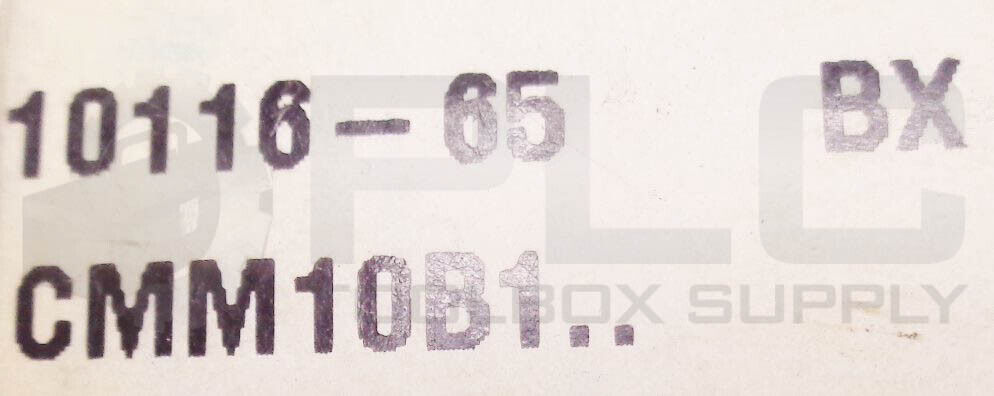 10116-65 BX
CMM10B1..
PLC
TOOLBOX SUPPLY